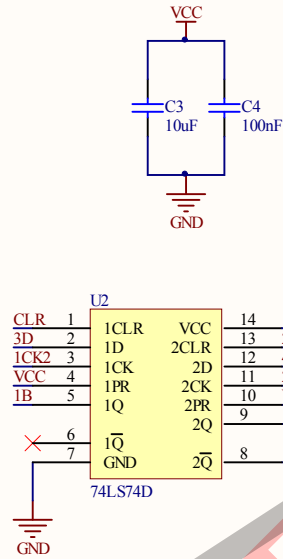 VCC
C3 C4
10uF 100nF
GND
U2
CLR 1 1CLR VCC 14
3D 2 1D 2CLR 13
1CK2 3 1CK 2D 12
VCC 4 1PR 2CK 11
1B 5 1Q 2PR 10
2Q 9
6 1Q̅
7 GND 2Q̅ 8
74LS74D
GND